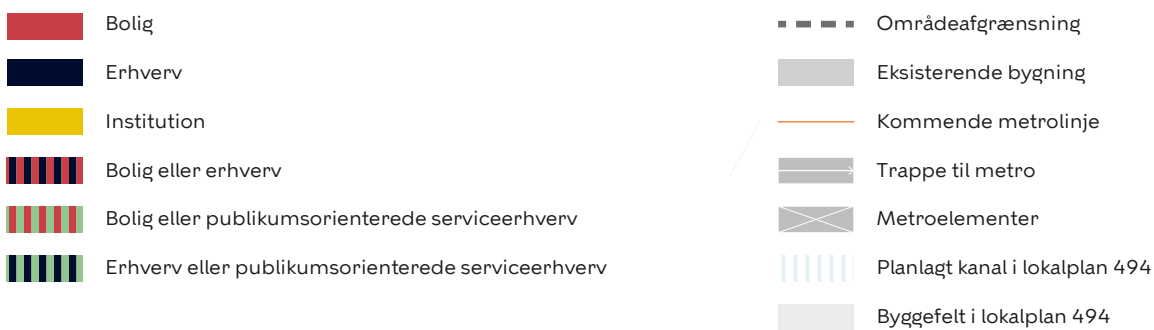 Bolig
Erhverv
Institution
Bolig eller erhverv
Bolig eller publikumsorienterede serviceerhverv
Erhverv eller publikumsorienterede serviceerhverv
Områdeafgrænsning
Eksisterende bygning
Kommende metrolinje
Trappe til metro
Metroelementer
Planlagt kanal i lokalplan 494
Byggefelt i lokalplan 494